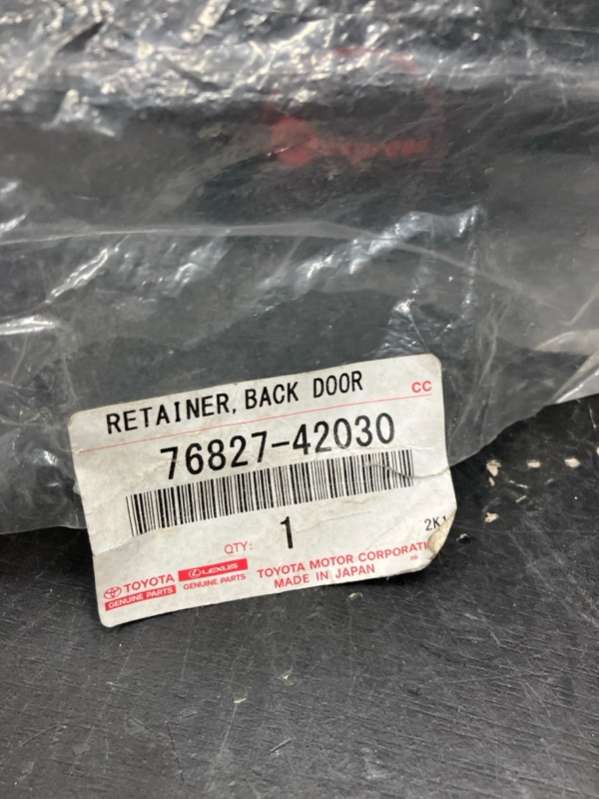 RETAINER, BACK DOOR
CC
76827-42030
QTY: 1
TOYOTA
GENUINE PARTS
LEXUS
GENUINE PARTS
TOYOTA MOTOR CORPORATI
MADE IN JAPAN